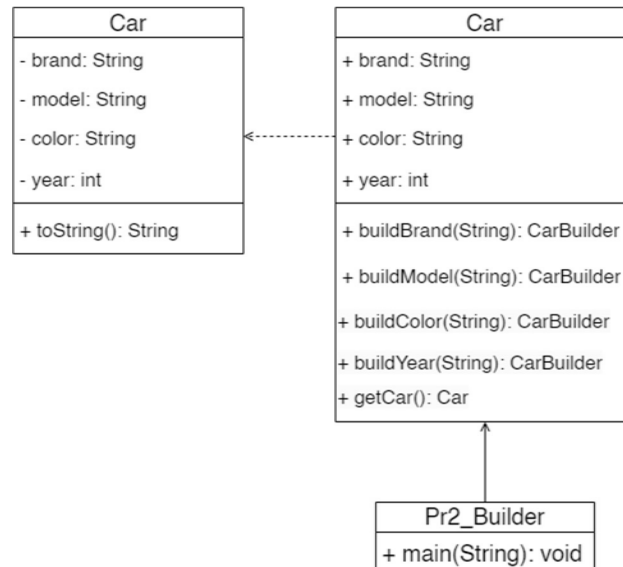 Car
- brand: String
- model: String
- color: String
- year: int
+ toString(): String
Car
+ brand: String
+ model: String
+ color: String
+ year: int
+ buildBrand(String): CarBuilder
+ buildModel(String): CarBuilder
+ buildColor(String): CarBuilder
+ buildYear(String): CarBuilder
+ getCar(): Car
Pr2_Builder
+ main(String): void